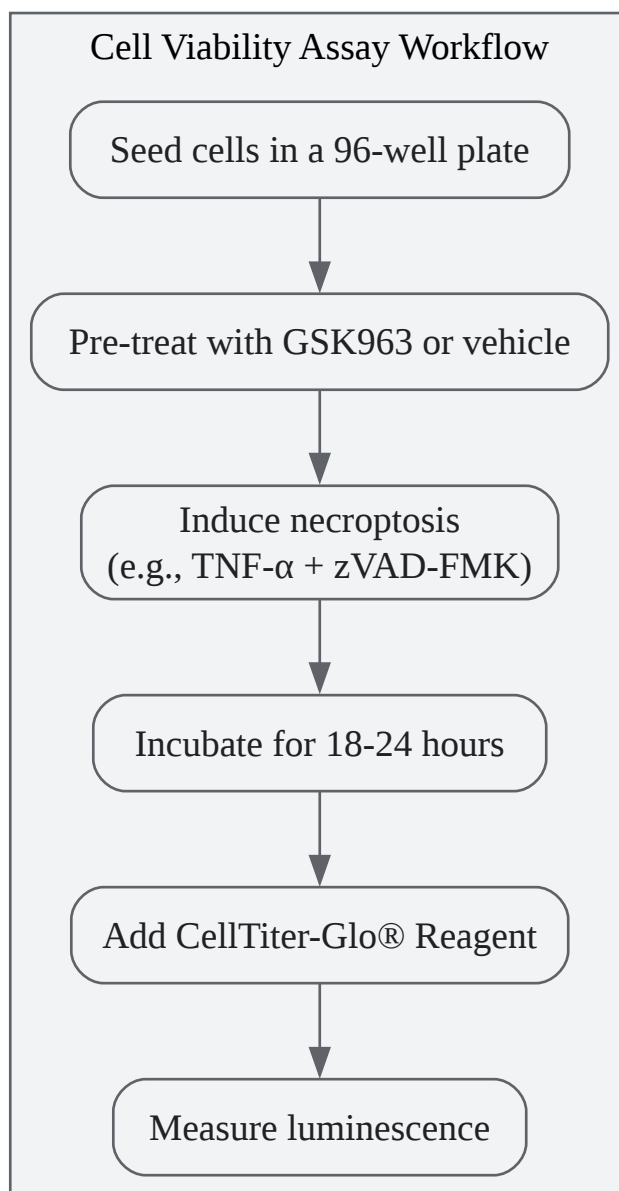 Cell Viability Assay Workflow
Seed cells in a 96-well plate
Pre-treat with GSK963 or vehicle
Induce necroptosis
(e.g., TNF-α + zVAD-FMK)
Incubate for 18-24 hours
Add CellTiter-Glo® Reagent
Measure luminescence